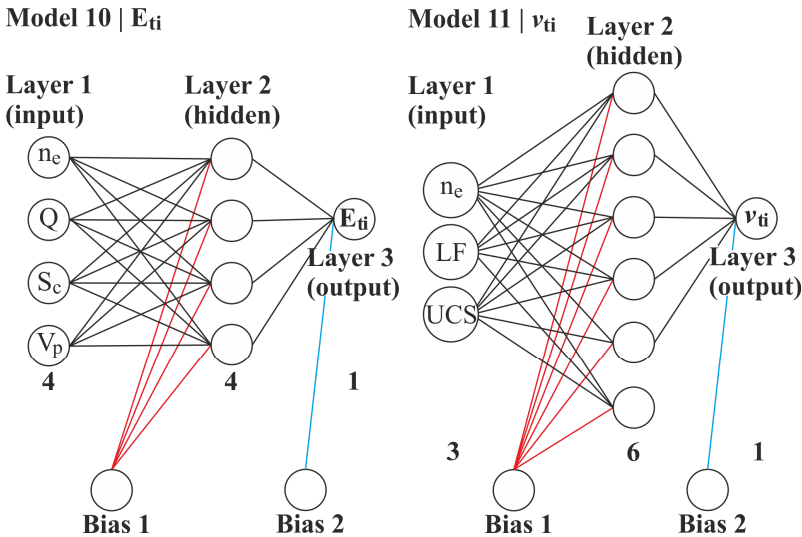 Model 10 | Eti
Layer 1
(input)
Layer 2
(hidden)
ne
Q
Sc
Vp
Eti
Layer 3
(output)
4
4
1
Bias 1
Bias 2
Model 11 | νti
Layer 1
(input)
Layer 2
(hidden)
ne
LF
UCS
νti
Layer 3
(output)
3
6
1
Bias 1
Bias 2